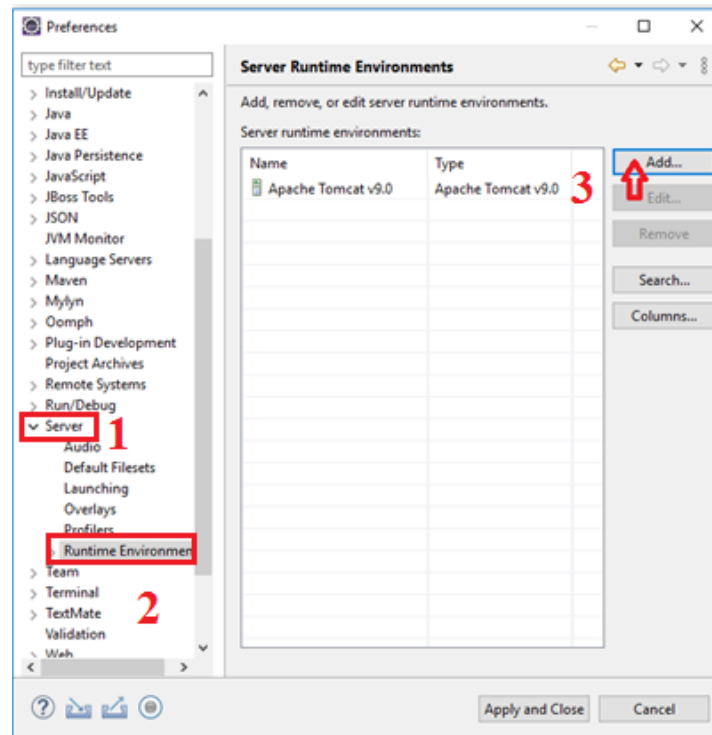 Preferences
type filter text
Install/Update
Java
Java EE
Java Persistence
JavaScript
JBoss Tools
JSON
JVM Monitor
Language Servers
Maven
Mylyn
Oomph
Plug-in Development
Project Archives
Remote Systems
Run/Debug
Server
1
Audio
Default Filesets
Launching
Overlays
Profilers
Runtime Environmen
Team
Terminal
TextMate
2
Validation
Web
Server Runtime Environments
Add, remove, or edit server runtime environments.
Server runtime environments:
Name Type
Apache Tomcat v9.0 Apache Tomcat v9.0
3
Add...
Edit...
Remove
Search...
Columns...
? Apply and Close Cancel